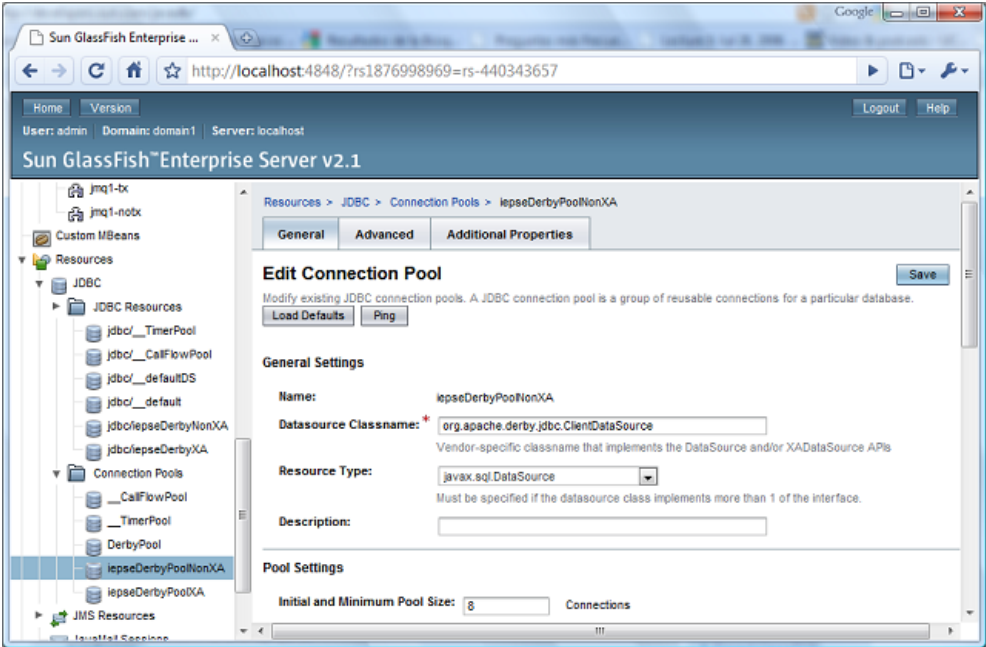 Google
Sun GlassFish Enterprise ...
http://localhost:4848/?rs1876998969=rs-440343657
Home Version Logout Help
User: admin Domain: domain1 Server: localhost
Sun GlassFish™Enterprise Server v2.1
jmq1-tx
jmq1-notx
Custom MBeans
Resources
JDBC
JDBC Resources
jdbc/__TimerPool
jdbc/__CallFlowPool
jdbc/__defaultDS
jdbc/__default
jdbc/iepseDerbyNonXA
jdbc/iepseDerbyXA
Connection Pools
__CallFlowPool
__TimerPool
DerbyPool
iepseDerbyPoolNonXA
iepseDerbyPoolXA
JMS Resources
JavaMail Sessions
Resources > JDBC > Connection Pools > iepseDerbyPoolNonXA
General Advanced Additional Properties
Edit Connection Pool Save
Modify existing JDBC connection pools. A JDBC connection pool is a group of reusable connections for a particular database.
Load Defaults Ping
General Settings
Name: iepseDerbyPoolNonXA
Datasource Classname: * org.apache.derby.jdbc.ClientDataSource
Vendor-specific classname that implements the DataSource and/or XADataSource APIs
Resource Type: javax.sql.DataSource
Must be specified if the datasource class implements more than 1 of the interface.
Description:
Pool Settings
Initial and Minimum Pool Size: 8 Connections